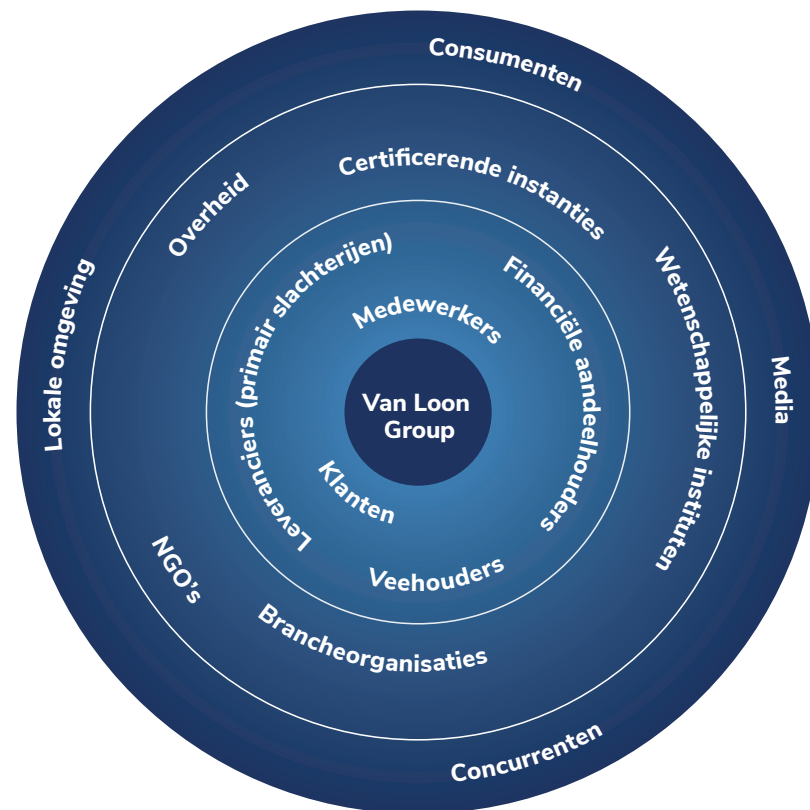 Consumenten
Certificerende instanties
Overheid
Lokale omgeving
Wetenschappelijke instituten
Media
Leveranciers (primair slachterijen)
Financiële aandeelhouders
Medewerkers
Van Loon
Group
Klanten
Veehouders
NGO's
Brancheorganisaties
Concurrenten